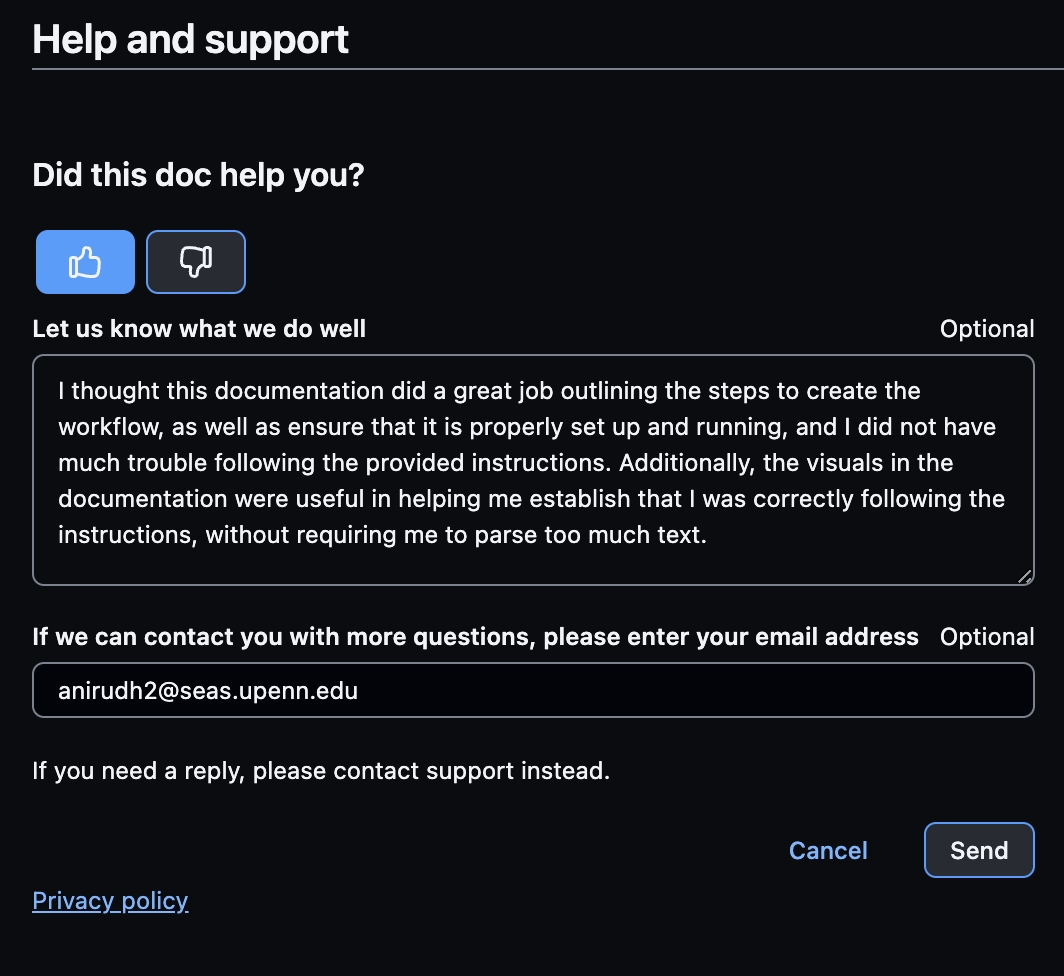 Help and support
Did this doc help you?
Let us know what we do well
Optional
I thought this documentation did a great job outlining the steps to create the
workflow, as well as ensure that it is properly set up and running, and I did not have
much trouble following the provided instructions. Additionally, the visuals in the
documentation were useful in helping me establish that I was correctly following the
instructions, without requiring me to parse too much text.
If we can contact you with more questions, please enter your email address
Optional
anirudh2@seas.upenn.edu
If you need a reply, please contact support instead.
Cancel
Send
Privacy policy